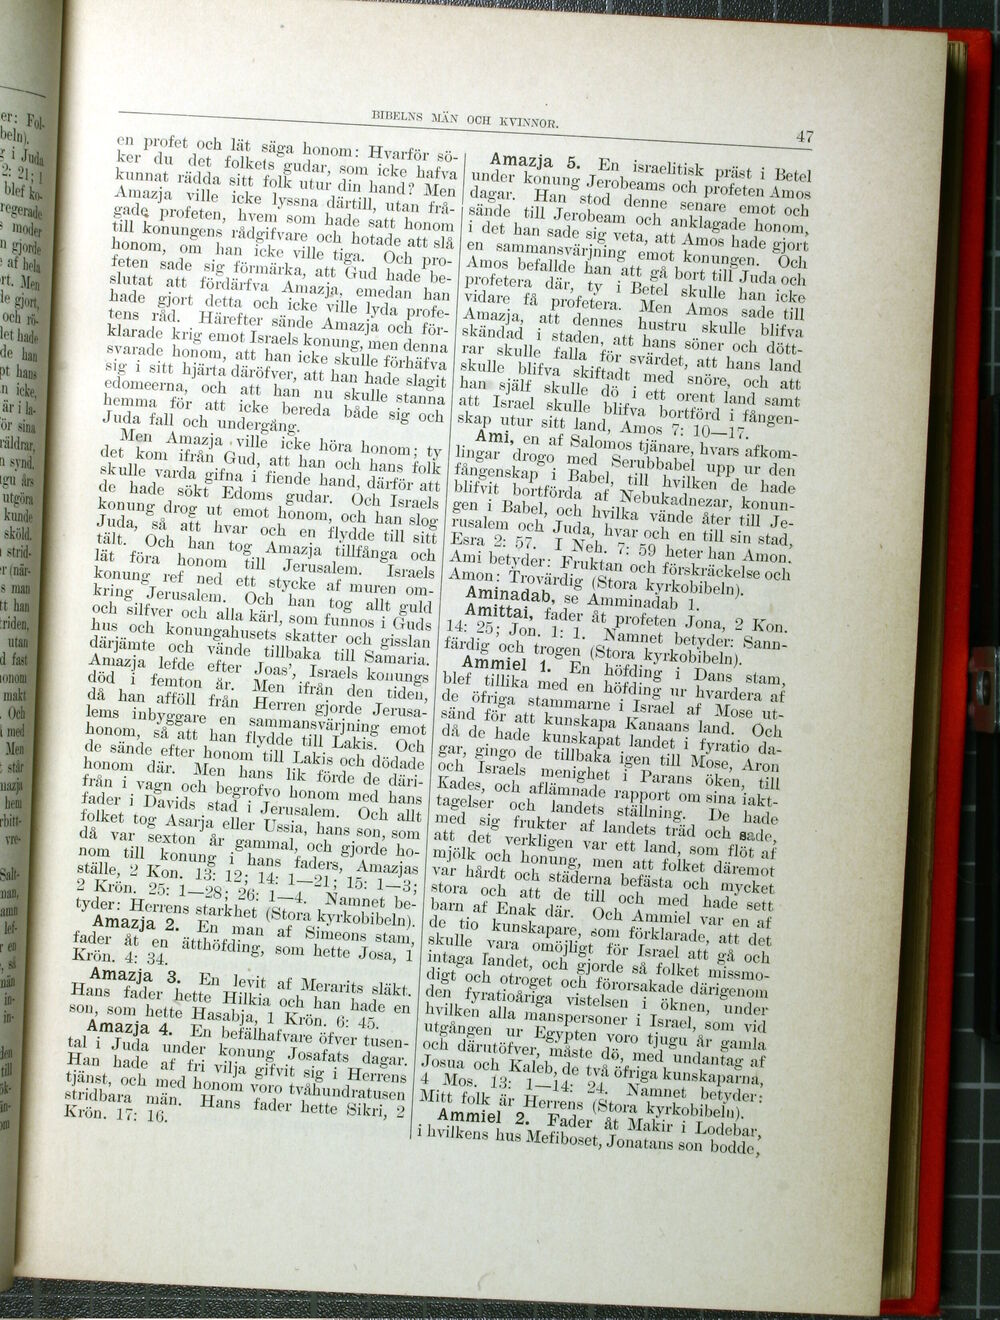 BIBELNS MÄN OCH KVINNOR.
47
en profet och lät säga honom: Hvarför sö-
ker du det folkets gudar, som icke hafva
kunnat rädda sitt folk utur din hand? Men
Amazja ville icke lyssna därtill, utan frå-
gade profeten, hvem som hade satt honom
till konungens rådgifvare och hotade att slå
honom, om han icke ville tiga. Och pro-
feten sade sig förmärka, att Gud hade be-
slutat att fördärfva Amazja, emedan han
hade gjort detta och icke ville lyda profe-
tens råd. Härefter sände Amazja och för-
klarade krig emot Israels konung, men denna
svarade honom, att han icke skulle förhäfva
sig i sitt hjärta däröfver, att han hade slagit
edomeerna, och att han nu skulle stanna
hemma för att icke bereda både sig och
Juda fall och undergång.
Men Amazja ville icke höra honom; ty
det kom ifrån Gud, att han och hans folk
skulle varda gifna i fiende hand, därför att
de hade sökt Edoms gudar. Och Israels
konung drog ut emot honom, och han slog
Juda, så att hvar och en flydde till sitt
tält. Och han tog Amazja tillfånga och
lät föra honom till Jerusalem. Israels
konung ref ned ett stycke af muren om-
kring Jerusalem. Och han tog allt guld
och silfver och alla kärl, som funnos i Guds
hus och konungahusets skatter och gisslan
därjämte och vände tillbaka till Samaria.
Amazja lefde efter Joas', Israels konungs
död i femton år. Men ifrån den tiden,
då han afföll från Herren gjorde Jerusa-
lems inbyggare en sammansvärjning emot
honom, så att han flydde till Lakis. Och
de sände efter honom till Lakis och dödade
honom där. Men hans lik förde de däri-
från i vagn och begrofvo honom med hans
fader i Davids stad i Jerusalem. Och allt
folket tog Asarja eller Ussia, hans son, som
då var sexton år gammal, och gjorde ho-
nom till konung i hans faders, Amazjas
ställe, 2 Kon. 13: 12; 14: 1—21; 15: 1—3;
2 Krön. 25: 1—28; 26: 1—4. Namnet be-
tyder: Herrens starkhet (Stora kyrkobibeln).
Amazja 2. En man af Simeons stam,
fader åt en ätthöfding, som hette Josa, 1
Krön. 4: 34.
Amazja 3. En levit af Merarits släkt.
Hans fader hette Hilkia och han hade en
son, som hette Hasabja, 1 Krön. 6: 45.
Amazja 4. En befälhafvare öfver tusen-
tal i Juda under konung Josafats dagar.
Han hade af fri vilja gifvit sig i Herrens
tjänst, och med honom voro tvåhundratusen
stridbara män. Hans fader hette Sikri, 2
Krön. 17: 16.
Amazja 5. En israelitisk präst i Betel
under konung Jerobeams och profeten Amos
dagar. Han stod denne senare emot och
sände till Jerobeam och anklagade honom,
i det han sade sig veta, att Amos hade gjort
en sammansvärjning emot konungen. Och
Amos befallde han att gå bort till Juda och
profetera där, ty i Betel skulle han icke
vidare få profetera. Men Amos sade till
Amazja, att dennes hustru skulle blifva
skändad i staden, att hans söner och dött-
rar skulle falla för svärdet, att hans land
skulle blifva skiftadt med snöre, och att
han själf skulle dö i ett orent land samt
att Israel skulle blifva bortförd i fången-
skap utur sitt land, Amos 7: 10—17.
Ami, en af Salomos tjänare, hvars afkom-
lingar drogo med Serubbabel upp ur den
fångenskap i Babel, till hvilken de hade
blifvit bortförda af Nebukadnezar, konun-
gen i Babel, och hvilka vände åter till Je-
rusalem och Juda, hvar och en till sin stad,
Esra 2: 57. I Neh. 7: 59 heter han Amon.
Ami betyder: Fruktan och förskräckelse och
Amon: Trovärdig (Stora kyrkobibeln).
Aminadab, se Amminadab 1.
Amittai, fader åt profeten Jona, 2 Kon.
14: 25; Jon. 1: 1. Namnet betyder: Sann-
färdig och trogen (Stora kyrkobibeln).
Ammiel 1. En höfding i Dans stam,
blef tillika med en höfding ur hvardera af
de öfriga stammarne i Israel af Mose ut-
sänd för att kunskapa Kanaans land. Och
då de hade kunskapat landet i fyratio da-
gar, gingo de tillbaka igen till Mose, Aron
och Israels menighet i Parans öken, till
Kades, och aflämnade rapport om sina iakt-
tagelser och landets ställning. De hade
med sig frukter af landets träd och sade,
att det verkligen var ett land, som flöt af
mjölk och honung, men att folket däremot
var hårdt och städerna befästa och mycket
stora och att de till och med hade sett
barn af Enak där. Och Ammiel var en af
de tio kunskapare, som förklarade, att det
skulle vara omöjligt för Israel att gå och
intaga landet, och gjorde så folket missmo-
digt och otroget och förorsakade därigenom
den fyratioåriga vistelsen i öknen, under
hvilken alla manspersoner i Israel, som vid
utgången ur Egypten voro tjugu år gamla
och därutöfver, måste dö, med undantag af
Josua och Kaleb, de två öfriga kunskaparna,
4 Mos. 13: 1—14: 24. Namnet betyder:
Mitt folk är Herrens (Stora kyrkobibeln).
Ammiel 2. Fader åt Makir i Lodebar,
i hvilkens hus Mefiboset, Jonatans son bodde,